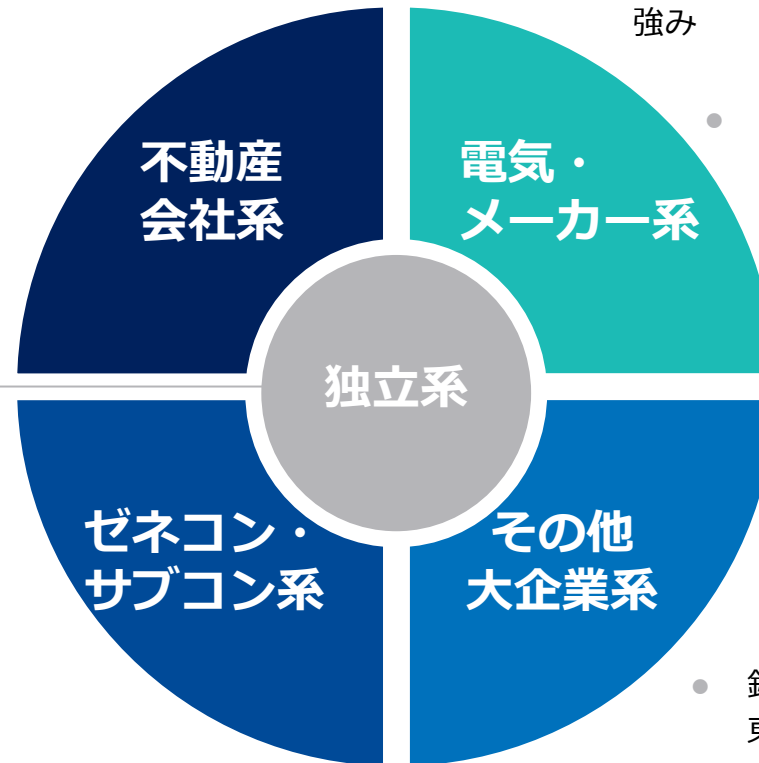 強み
不動産
会社系
電気・
メーカー系
独立系
ゼネコン・
サブコン系
その他
大企業系